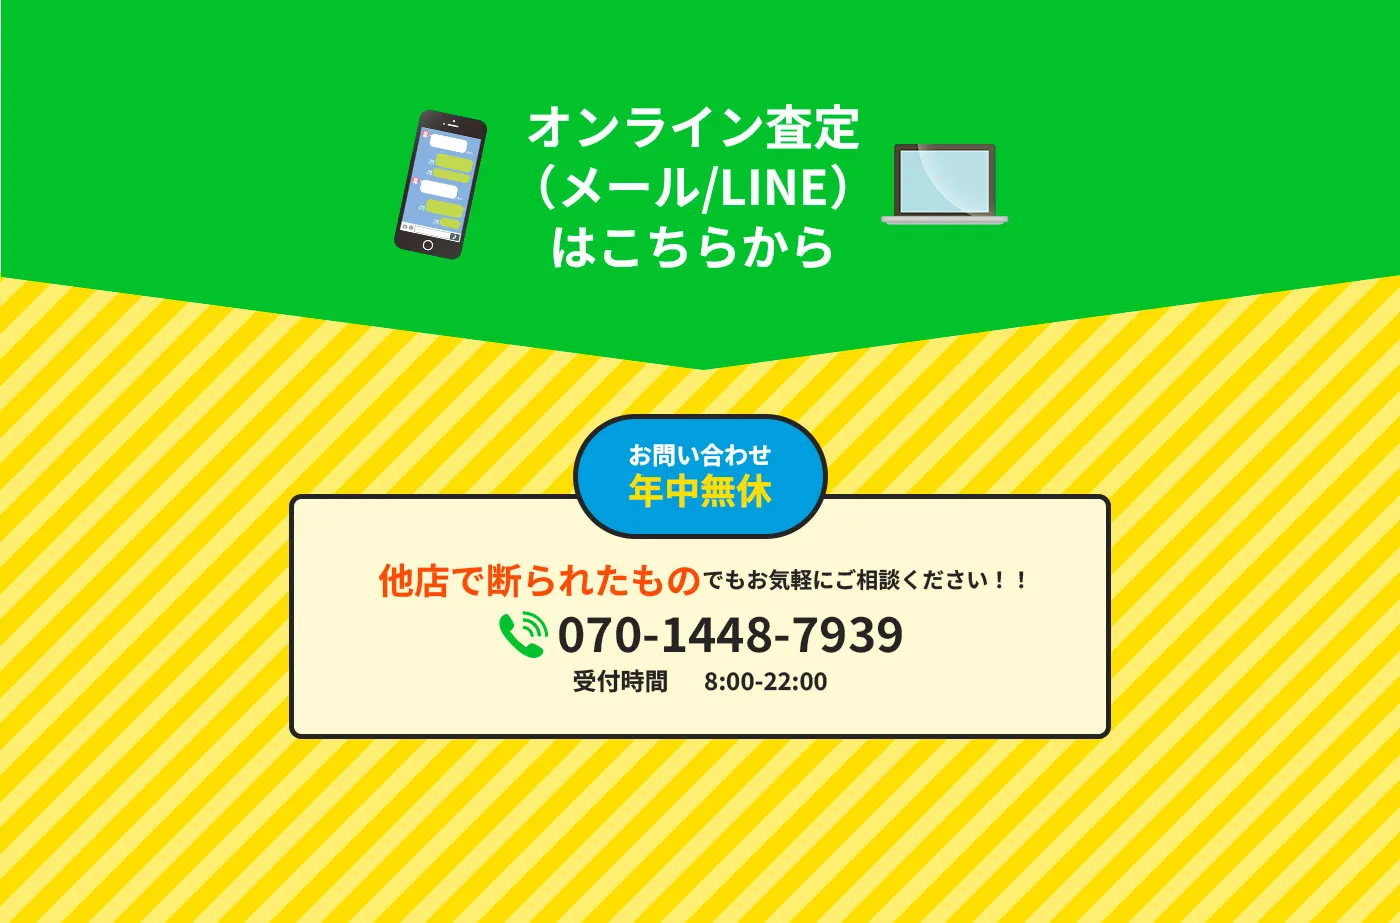 オンライン査定
（メール/LINE）
はこちらから
お問い合わせ
年中無休
他店で断られたものでもお気軽にご相談ください！！
070-1448-7939
受付時間 8:00-22:00